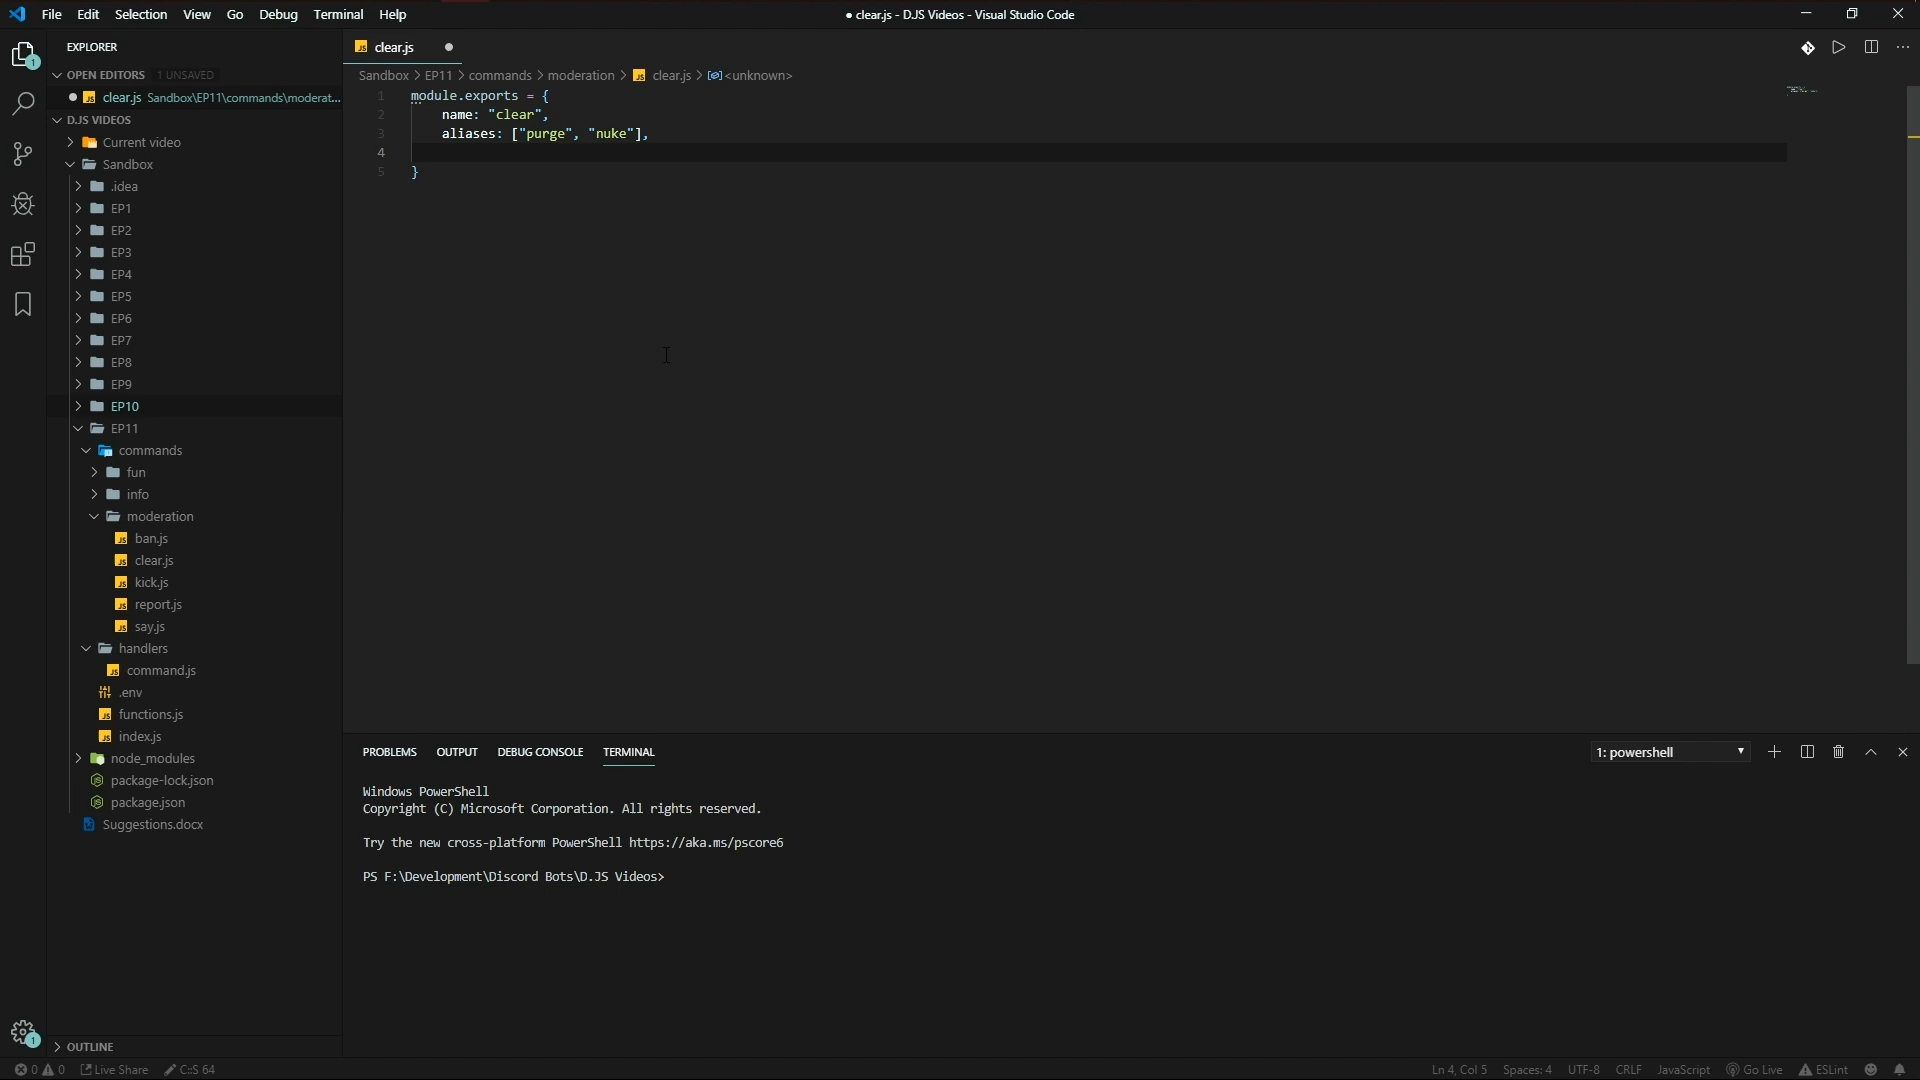 File Edit Selection View Go Debug Terminal Help
● clear.js - D.JS Videos - Visual Studio Code
EXPLORER
OPEN EDITORS 1 UNSAVED
clear.js Sandbox\EP11\commands\moderat...
D.JS VIDEOS
Current video
Sandbox
.idea
EP1
EP2
EP3
EP4
EP5
EP6
EP7
EP8
EP9
EP10
EP11
commands
fun
info
moderation
ban.js
clear.js
kick.js
report.js
say.js
handlers
command.js
.env
functions.js
index.js
node_modules
package-lock.json
package.json
Suggestions.docx
OUTLINE
clear.js
Sandbox > EP11 > commands > moderation > clear.js > <unknown>
1 module.exports = {
2 name: "clear",
3 aliases: ["purge", "nuke"],
4
5 }
PROBLEMS OUTPUT DEBUG CONSOLE TERMINAL
1: powershell
Windows PowerShell
Copyright (C) Microsoft Corporation. All rights reserved.
Try the new cross-platform PowerShell https://aka.ms/pscore6
PS F:\Development\Discord Bots\D.JS Videos>
0 0 Live Share C:S 64
Ln 4, Col 5 Spaces: 4 UTF-8 CRLF JavaScript Go Live ESLint